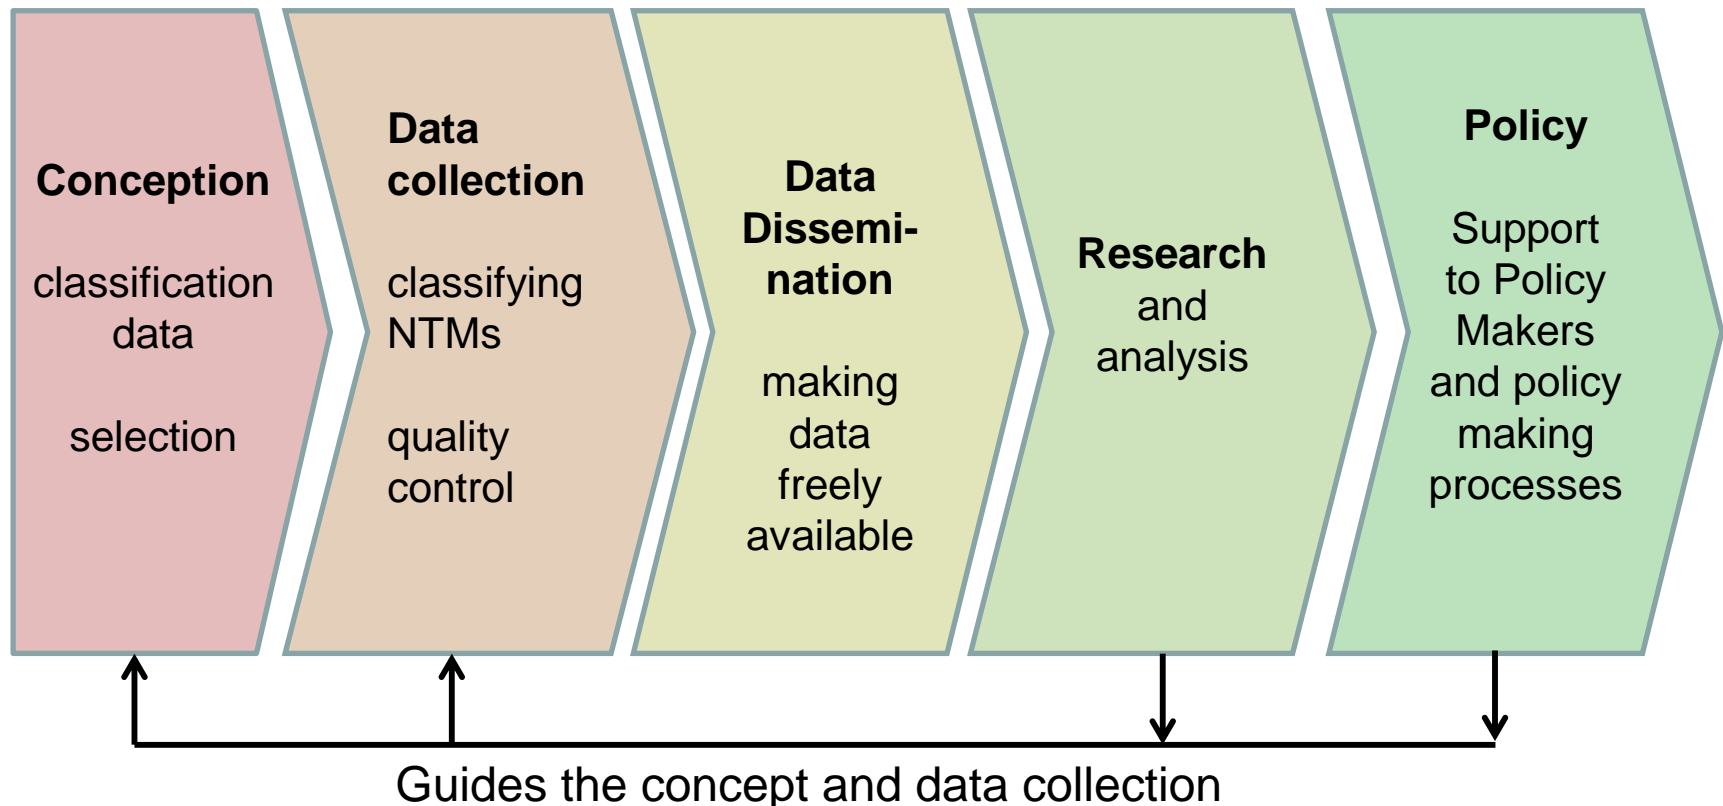 Conception
classification
data
selection
Data
collection
classifying
NTMs
quality
control
Data
Dissemi-
nation
making
data
freely
available
Research
and
analysis
Policy
Support
to Policy
Makers
and policy
making
processes
Guides the concept and data collection